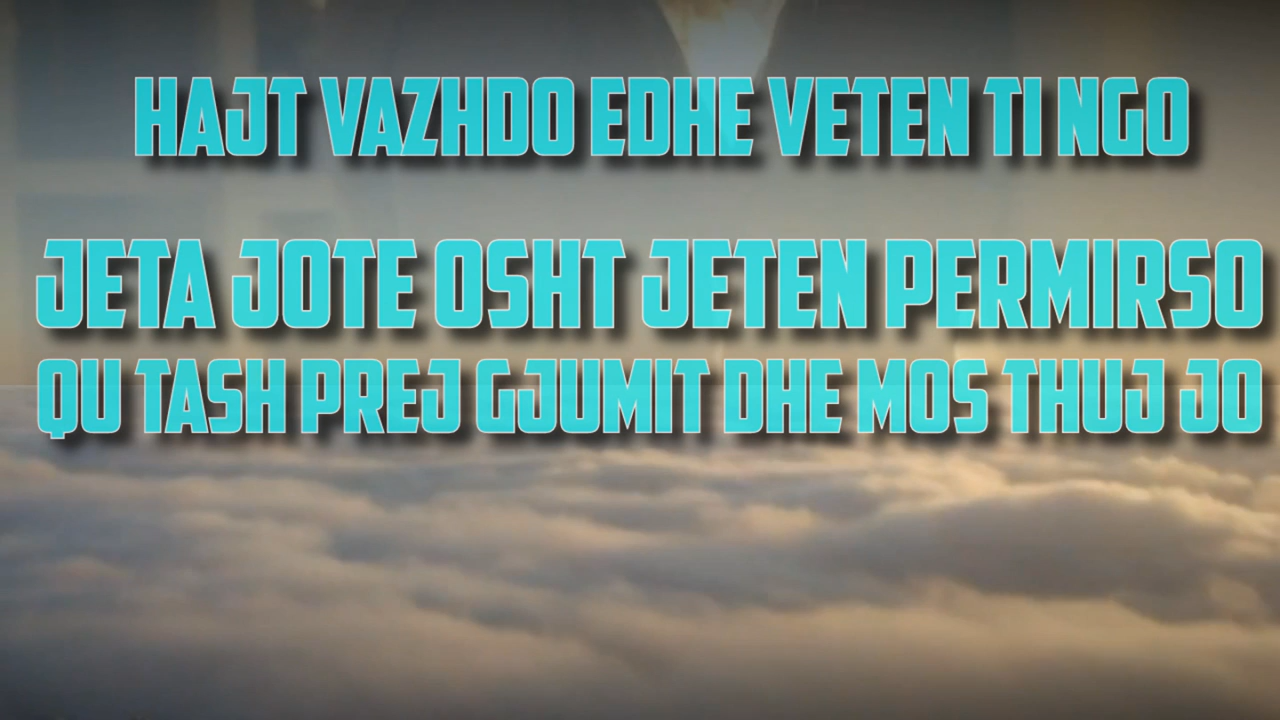 HAJT VAZHDO EDHE VETEN TI NGO
JETA JOTE OSHT JETEN PERMIRSO
QU TASH PREJ GJUMIT DHE MOS THUJ JO